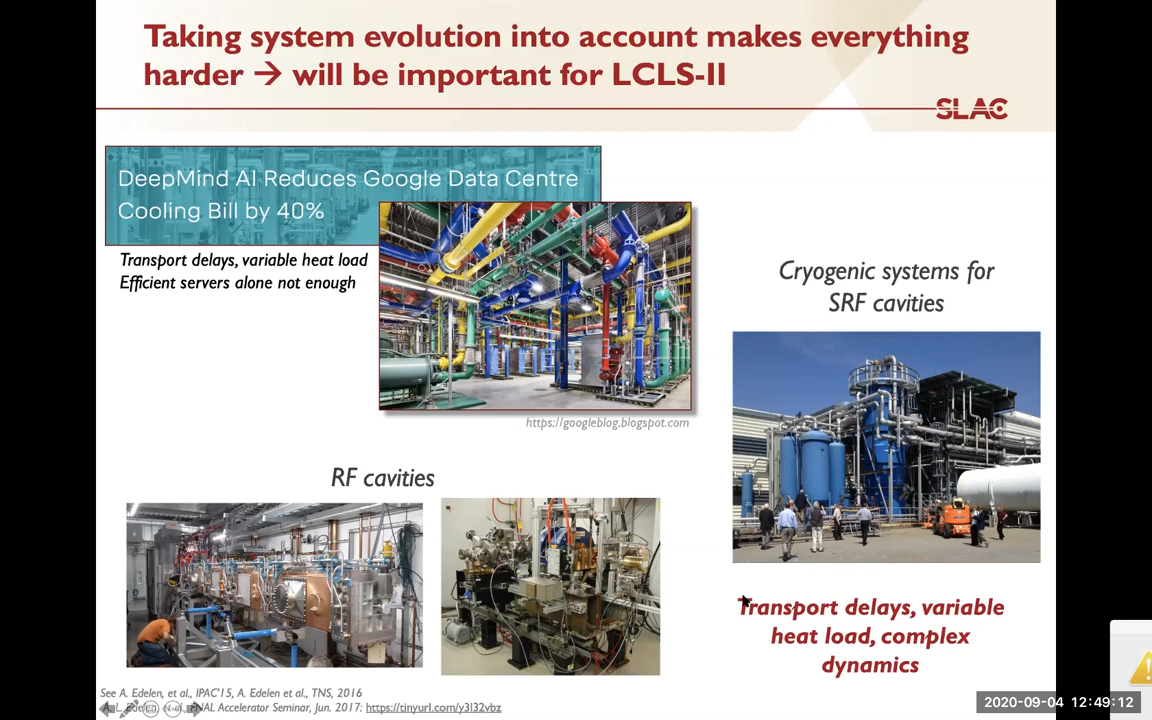 Taking system evolution into account makes everything
harder → will be important for LCLS-II
SLAC
DeepMind AI Reduces Google Data Centre
Cooling Bill by 40%
Transport delays, variable heat load
Efficient servers alone not enough
https://googleblog.blogspot.com
Cryogenic systems for
SRF cavities
RF cavities
Transport delays, variable
heat load, complex
dynamics
See A. Edelen, et al., IPAC'15, A. Edelen et al., TNS, 2016
A. L. Edelen, et al., FNAL Accelerator Seminar, Jun. 2017: https://tinyurl.com/y3l32vbz
2020-09-04 12:49:12